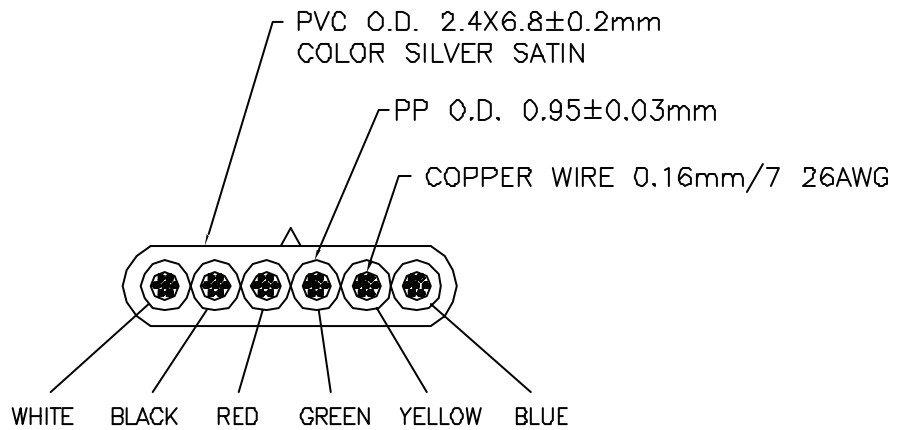 PVC O.D. 2.4X6.8±0.2mm
COLOR SILVER SATIN
PP O.D. 0.95±0.03mm
COPPER WIRE 0.16mm/7 26AWG
WHITE BLACK RED GREEN YELLOW BLUE